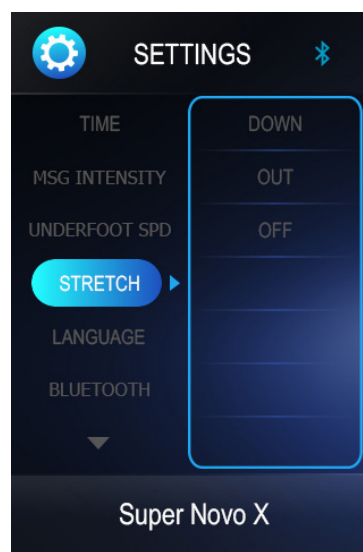 SETTINGS
TIME
MSG INTENSITY
UNDERFOOT SPD
STRETCH
LANGUAGE
BLUETOOTH
DOWN
OUT
OFF
Super Novo X